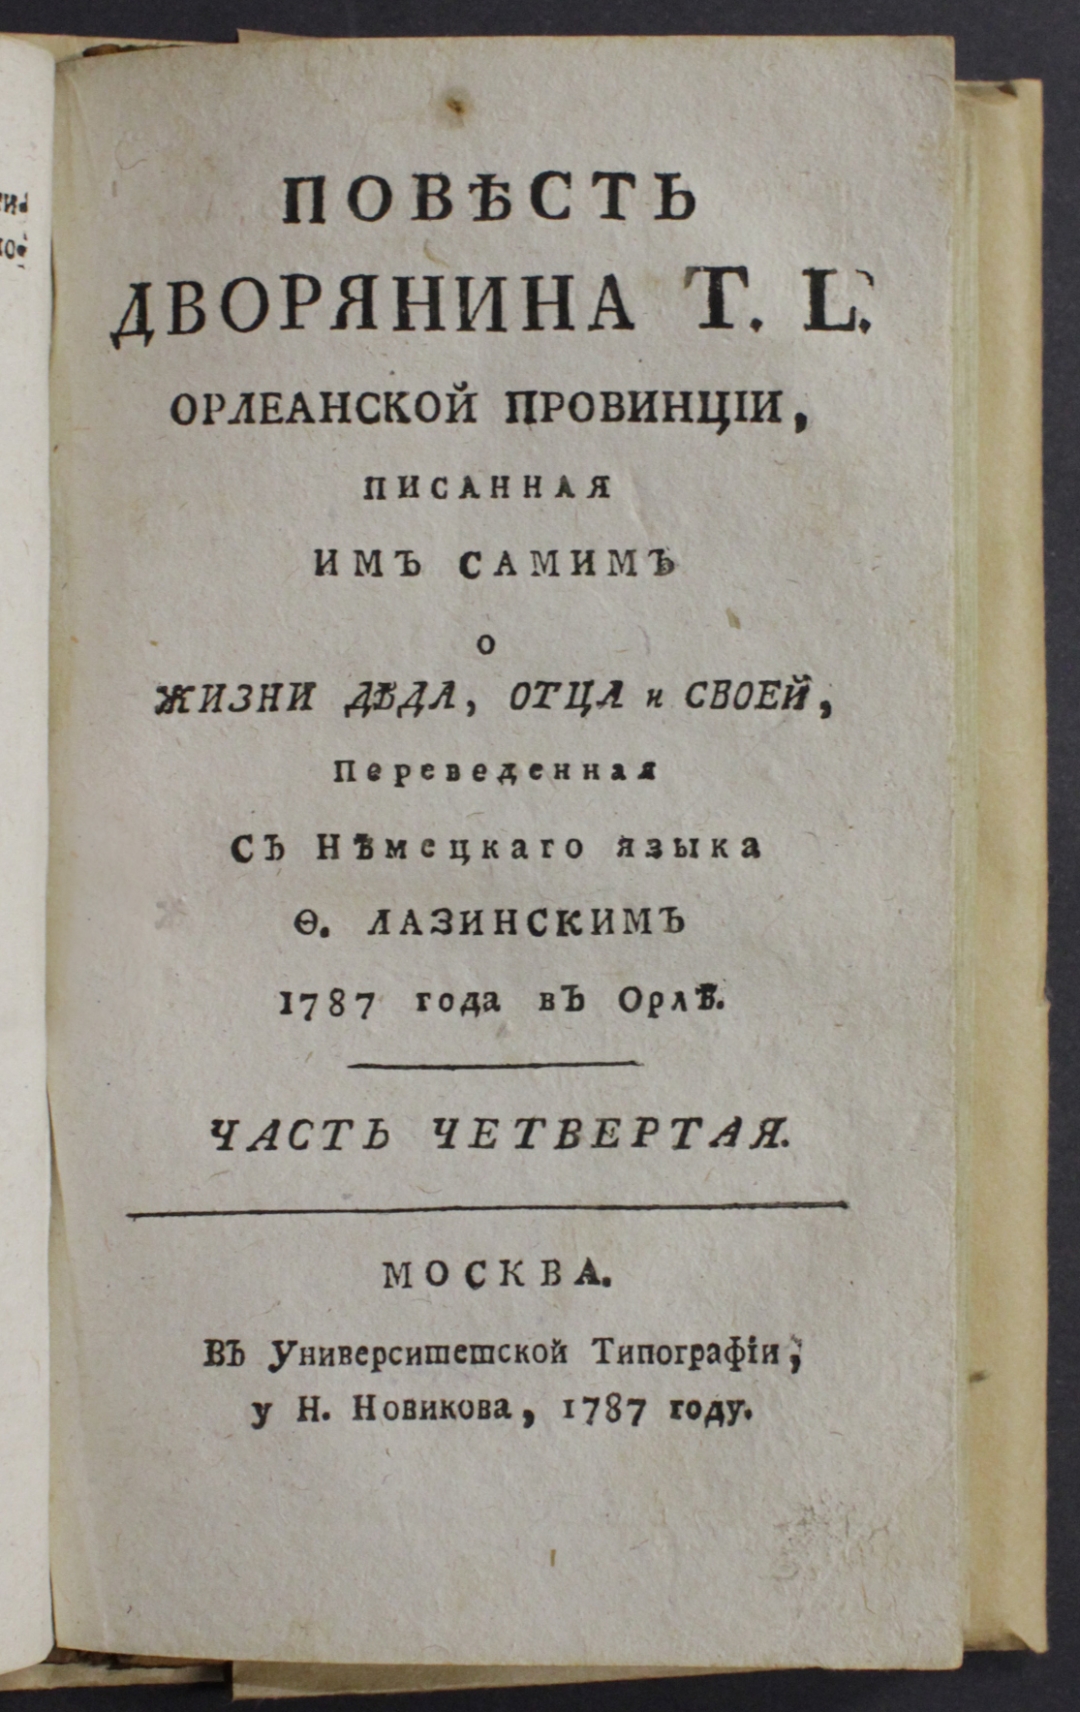 ПОВѢСТЬ
ДВОРЯНИНА T. L.
ОРЛЕАНСКОЙ ПРОВИНЦІИ,
ПИСАННАЯ
ИМЪ САМИМЪ
О
ЖИЗНИ ДѢДА, ОТЦА и СВОЕЙ,
Переведенная
СЪ Нѣмецкаго языка
Ѳ. ЛАЗИНСКИМЪ
1787 года въ Орлѣ.
ЧАСТЬ ЧЕТВЕРТАЯ.
МОСКВА.
Въ Университетской Типографіи,
у Н. Новикова, 1787 году.